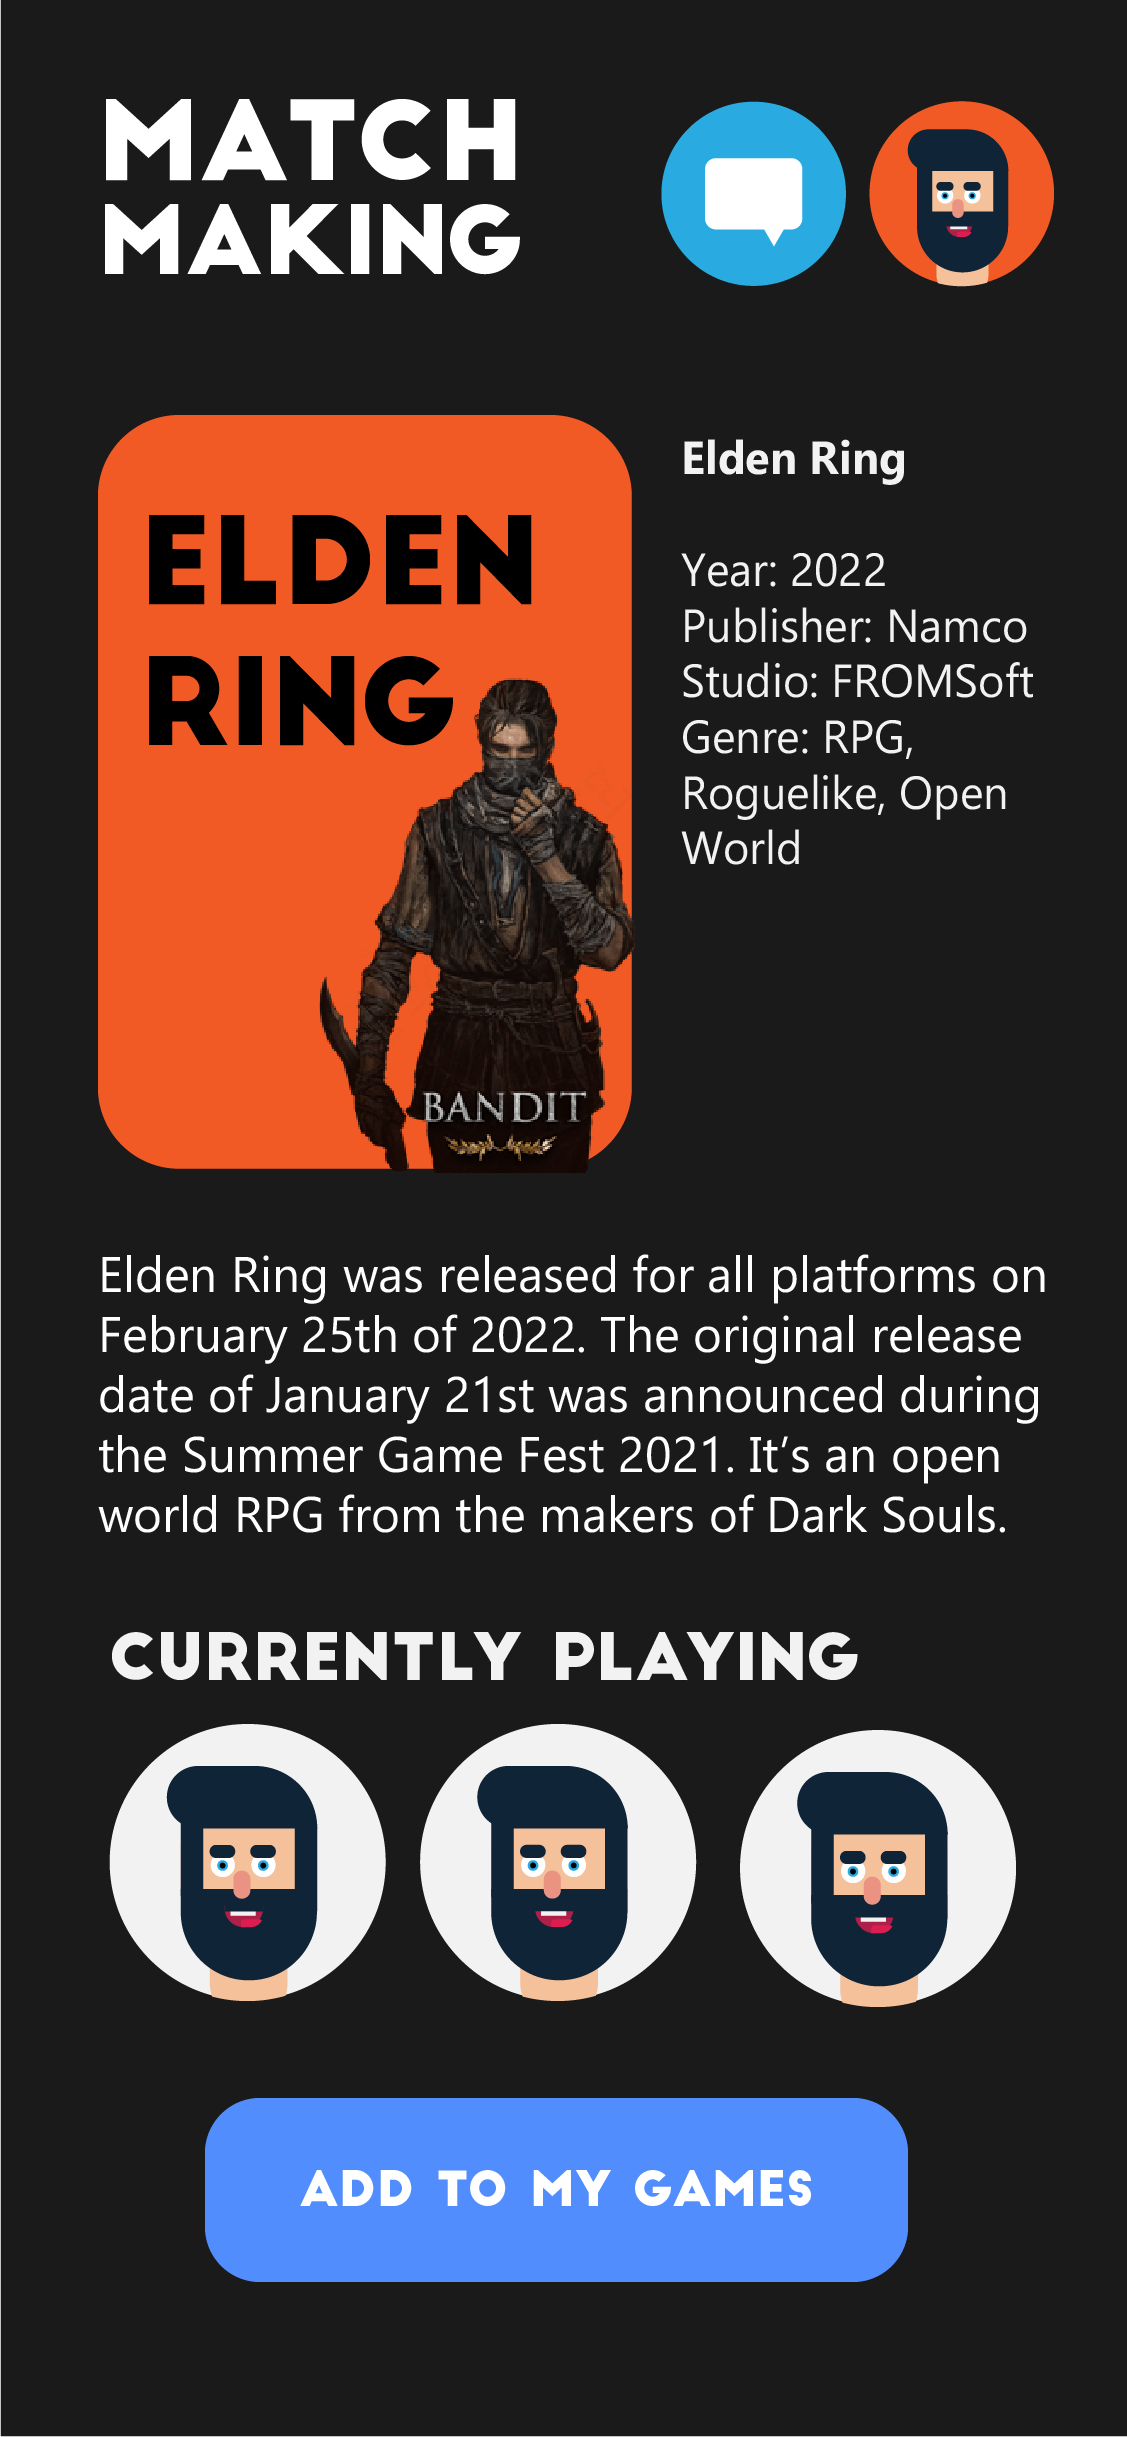 MATCH
MAKING
ELDEN
RING
BANDIT
Elden Ring
Year: 2022
Publisher: Namco
Studio: FROMSoft
Genre: RPG,
Roguelike, Open
World
Elden Ring was released for all platforms on
February 25th of 2022. The original release
date of January 21st was announced during
the Summer Game Fest 2021. It’s an open
world RPG from the makers of Dark Souls.
CURRENTLY PLAYING
ADD TO MY GAMES